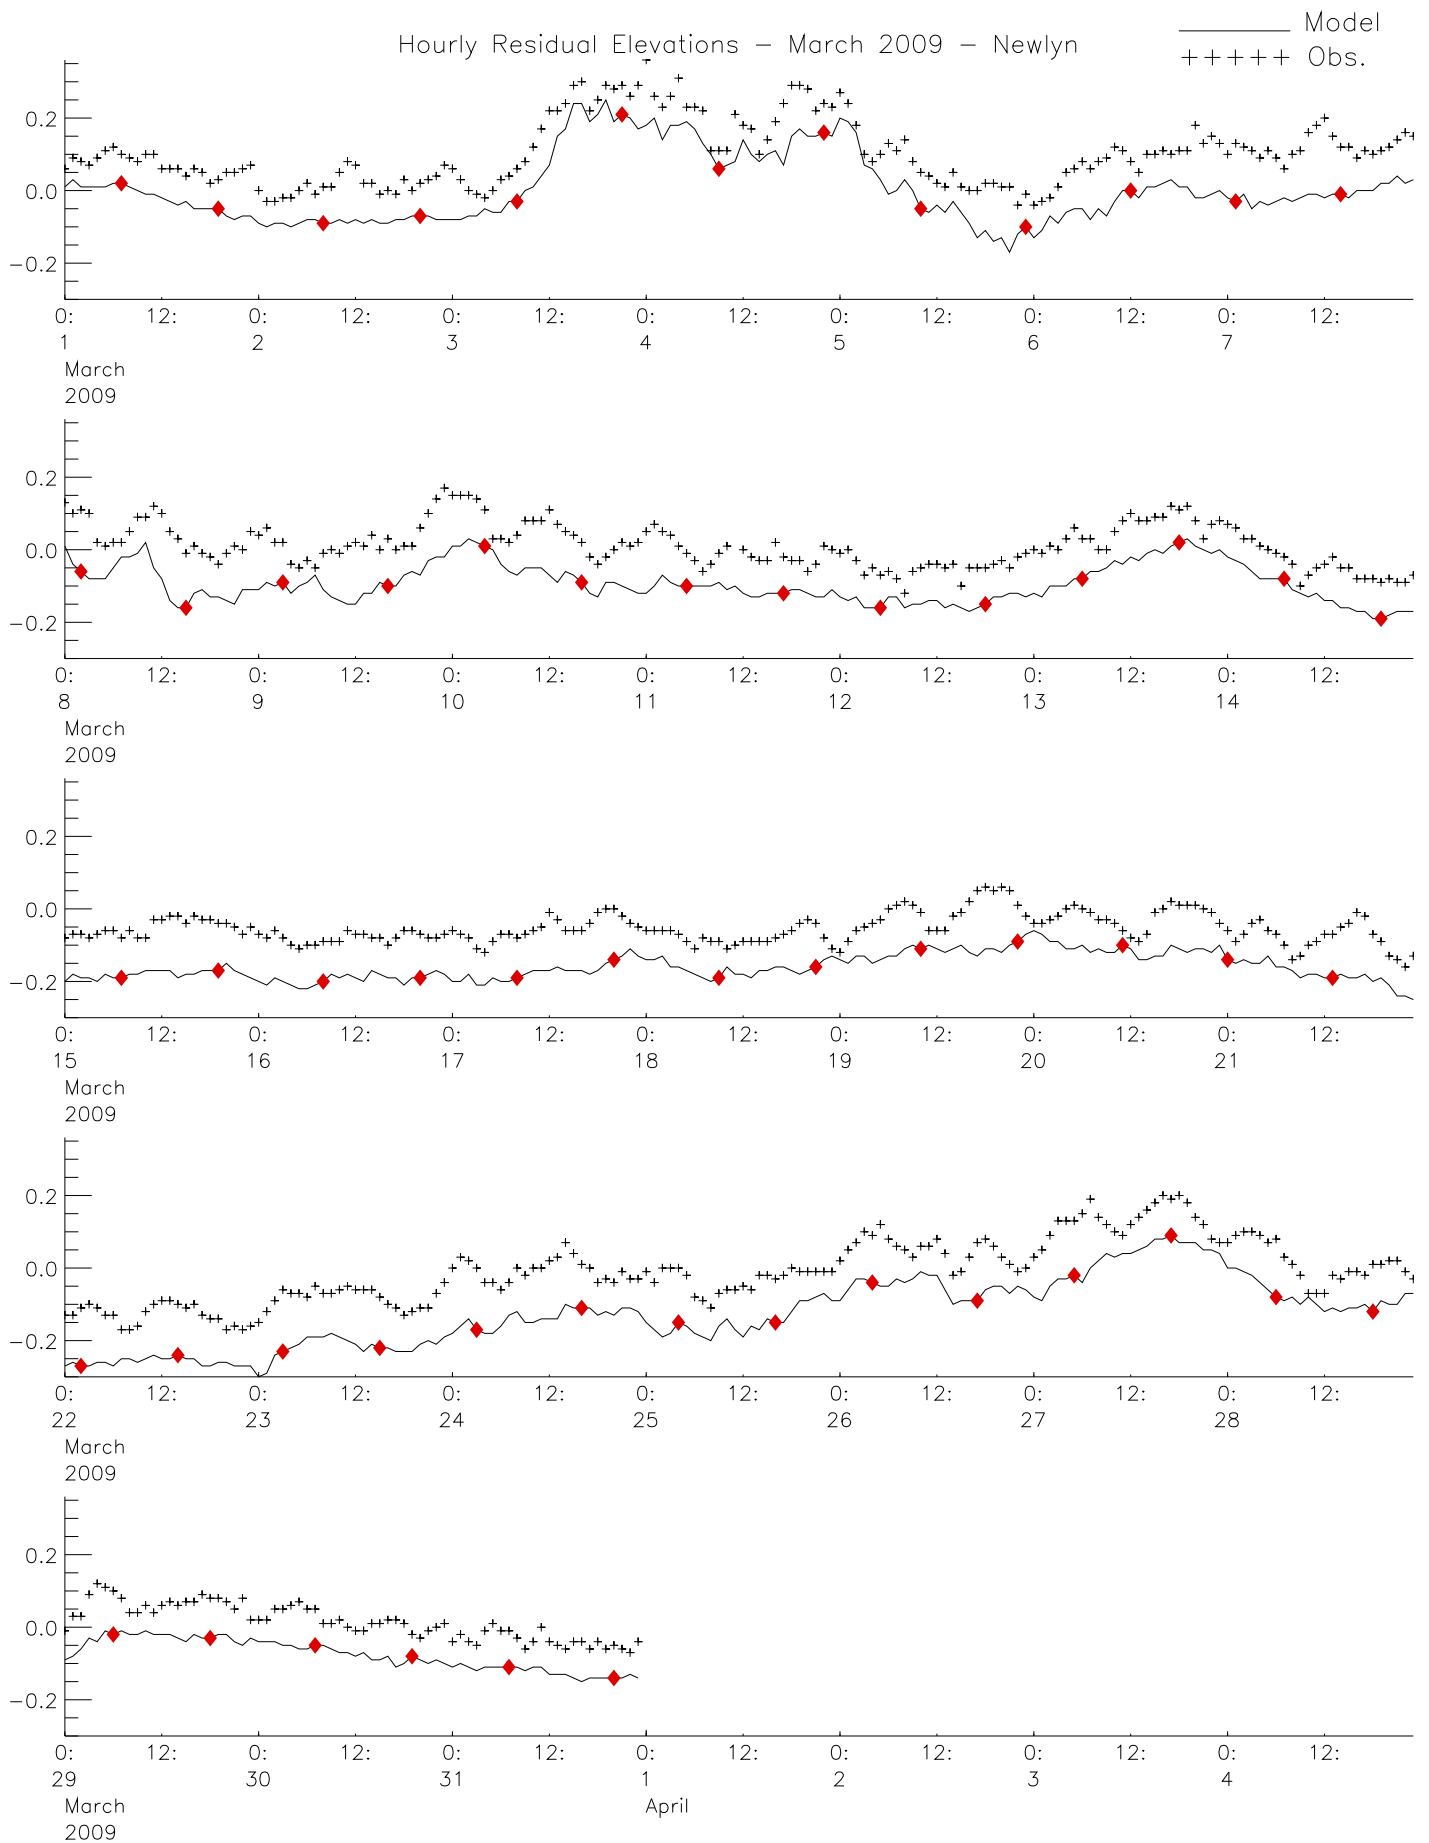 Hourly Residual Elevations – March 2009 – Newlyn
Model
+++++ Obs.
0.2
0.0
−0.2
0: 12: 0: 12: 0: 12: 0: 12: 0: 12: 0: 12: 0: 12:
1 2 3 4 5 6 7
March
2009
0.2
0.0
−0.2
0: 12: 0: 12: 0: 12: 0: 12: 0: 12: 0: 12: 0: 12:
8 9 10 11 12 13 14
March
2009
0.2
0.0
−0.2
0: 12: 0: 12: 0: 12: 0: 12: 0: 12: 0: 12: 0: 12:
15 16 17 18 19 20 21
March
2009
0.2
0.0
−0.2
0: 12: 0: 12: 0: 12: 0: 12: 0: 12: 0: 12: 0: 12:
22 23 24 25 26 27 28
March
2009
0.2
0.0
−0.2
0: 12: 0: 12: 0: 12: 0: 12: 0: 12: 0: 12: 0: 12:
29 30 31 1 2 3 4
March April
2009